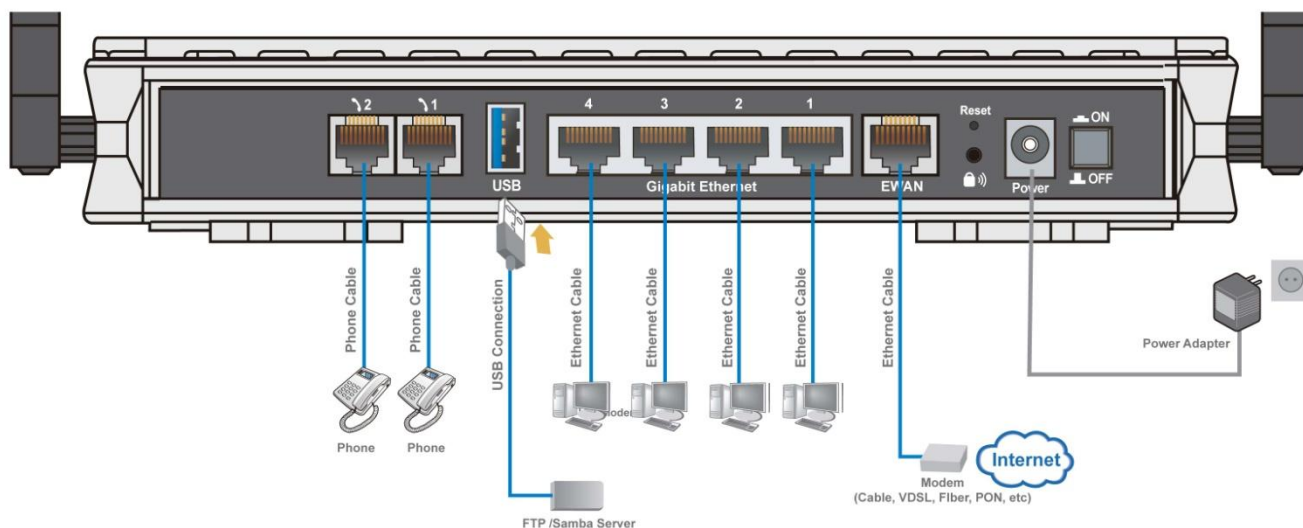 2 1 4 3 2 1 Reset ON
USB Gigabit Ethernet EWAN Power OFF
Phone Cable
Phone Cable
USB Connection
Ethernet Cable
Ethernet Cable
Ethernet Cable
Ethernet Cable
Ethernet Cable
Power Adapter
Phone Phone
Internet
Modem
(Cable, VDSL, FIber, PON, etc)
FTP /Samba Server